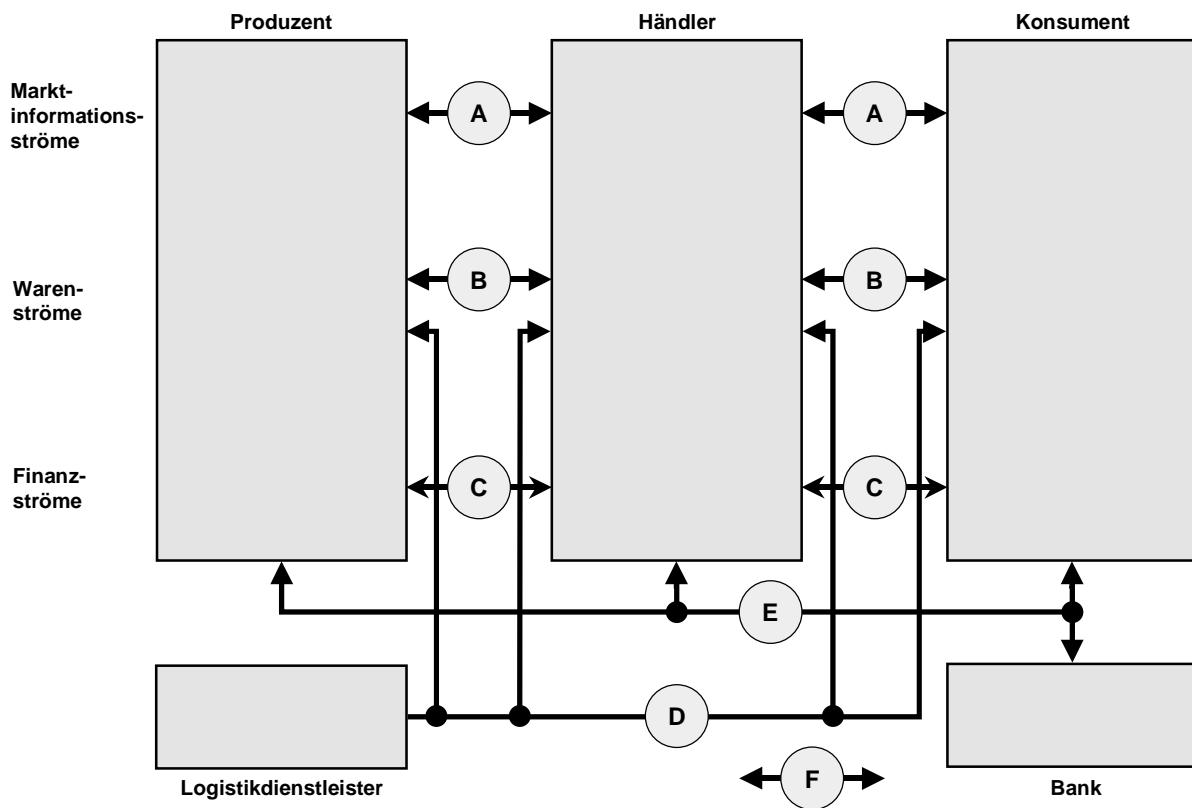 Produzent
Händler
Konsument
Markt-
informations-
ströme
A
A
Waren-
ströme
B
B
Finanz-
ströme
C
C
E
D
F
Logistikdienstleister
Bank